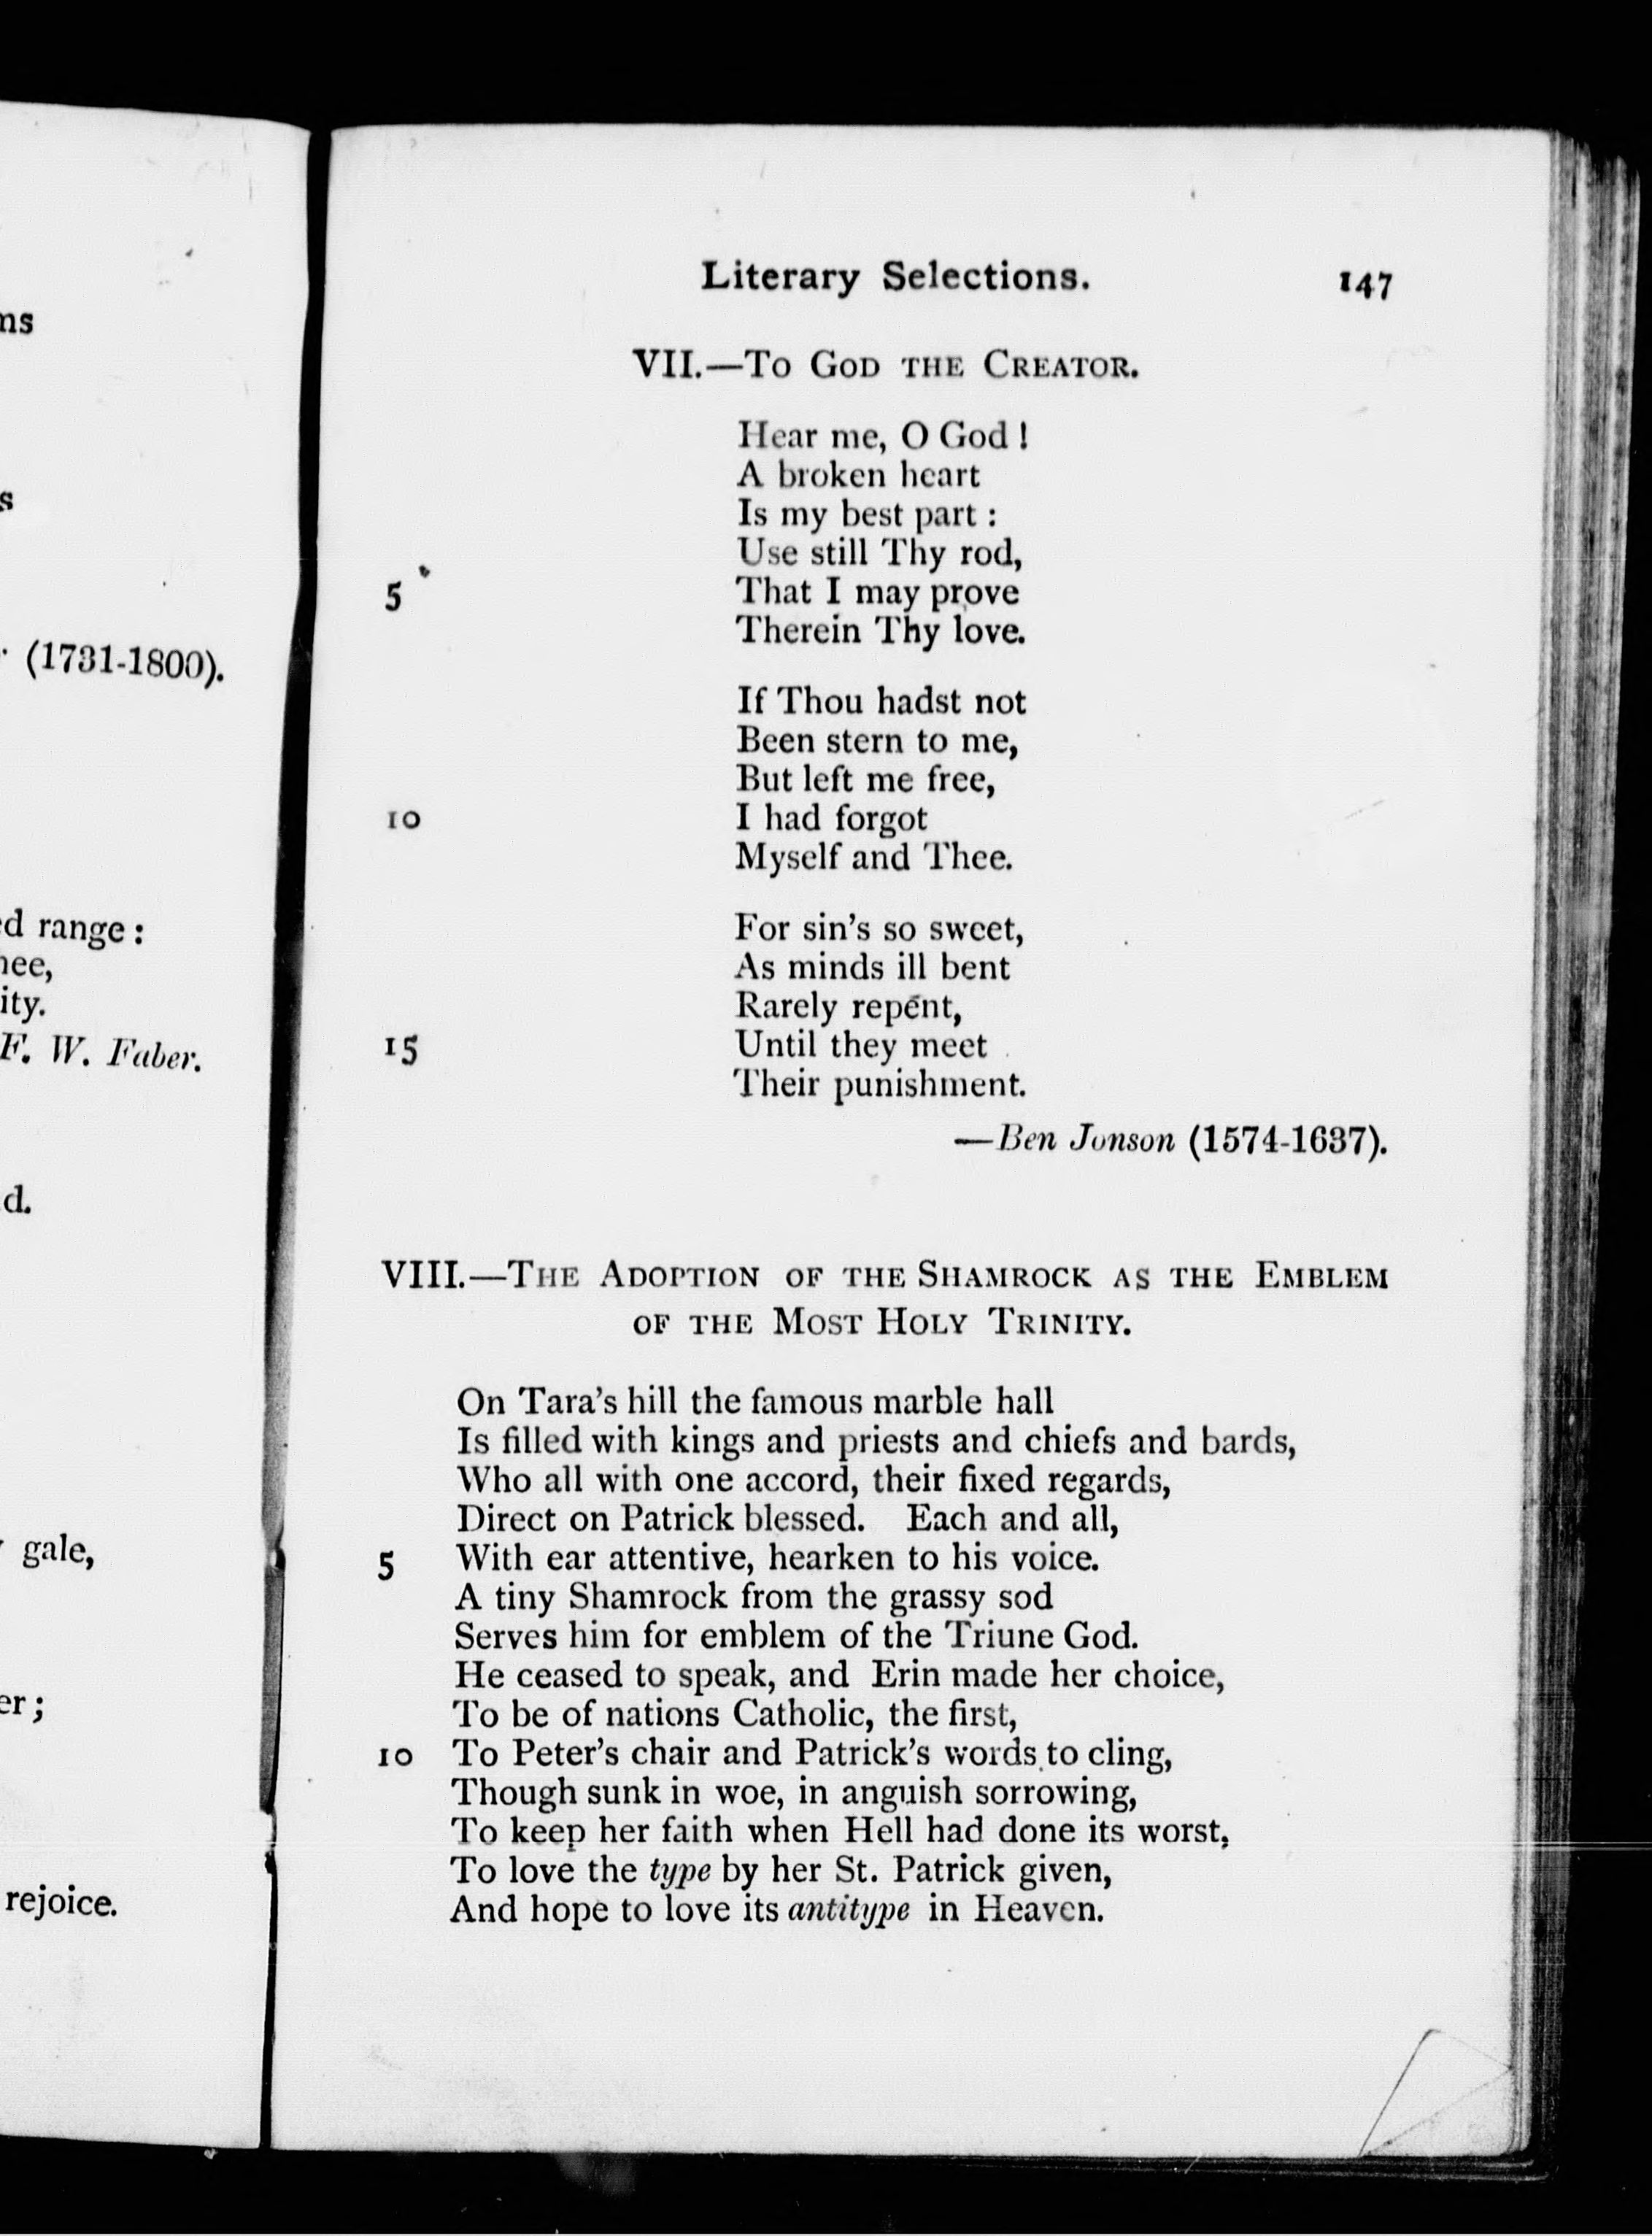 ns
s
(1731-1800).
range:
ity.
F. W. Faber.
d.
gale,
er;
rejoice.
Literary Selections. 147
VII.—To God the Creator.
Hear me, O God!
A broken heart
Is my best part:
Use still Thy rod,
5 That I may prove
Therein Thy love.
If Thou hadst not
Been stern to me,
But left me free,
10 I had forgot
Myself and Thee.
For sin's so sweet,
As minds ill bent
Rarely repent,
15 Until they meet
Their punishment.
—Ben Jonson (1574-1637).
VIII.—The Adoption of the Shamrock as the Emblem
of the Most Holy Trinity.
On Tara's hill the famous marble hall
Is filled with kings and priests and chiefs and bards,
Who all with one accord, their fixed regards,
Direct on Patrick blessed. Each and all,
5 With ear attentive, hearken to his voice.
A tiny Shamrock from the grassy sod
Serves him for emblem of the Triune God.
He ceased to speak, and Erin made her choice,
To be of nations Catholic, the first,
10 To Peter's chair and Patrick's words to cling,
Though sunk in woe, in anguish sorrowing,
To keep her faith when Hell had done its worst,
To love the type by her St. Patrick given,
And hope to love its antitype in Heaven.